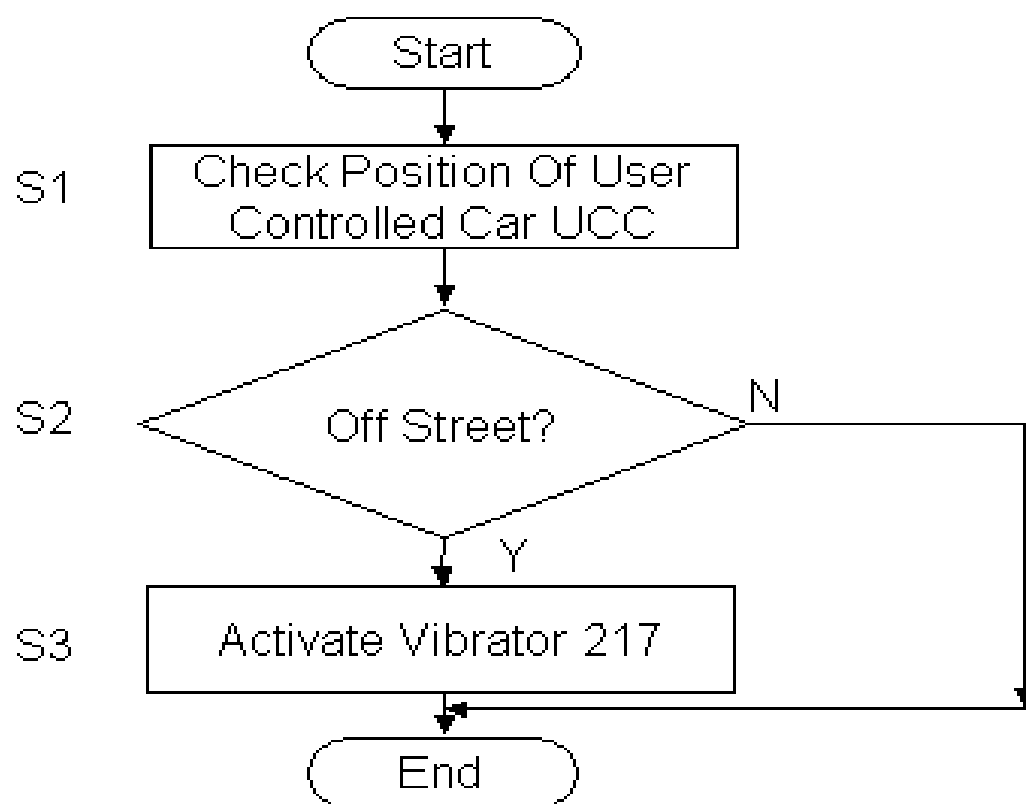 Start
S1
Check Position Of User
Controlled Car UCC
S2
Off Street?
N
Y
S3
Activate Vibrator 217
End